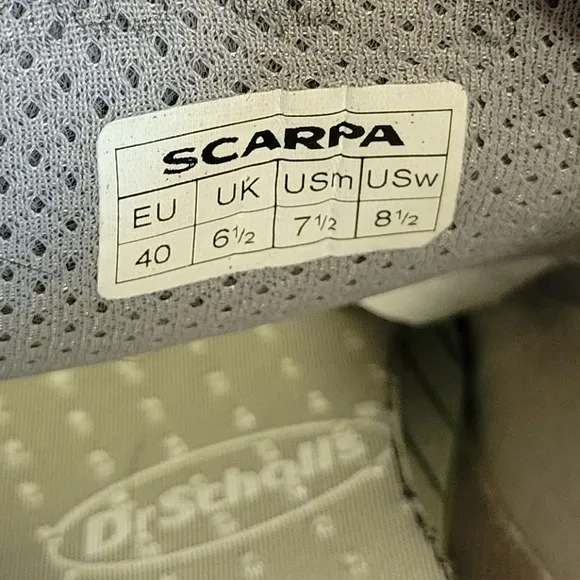 SCARPA
EU UK USm USw
40 6½ 7½ 8½
Dr.Scholl's